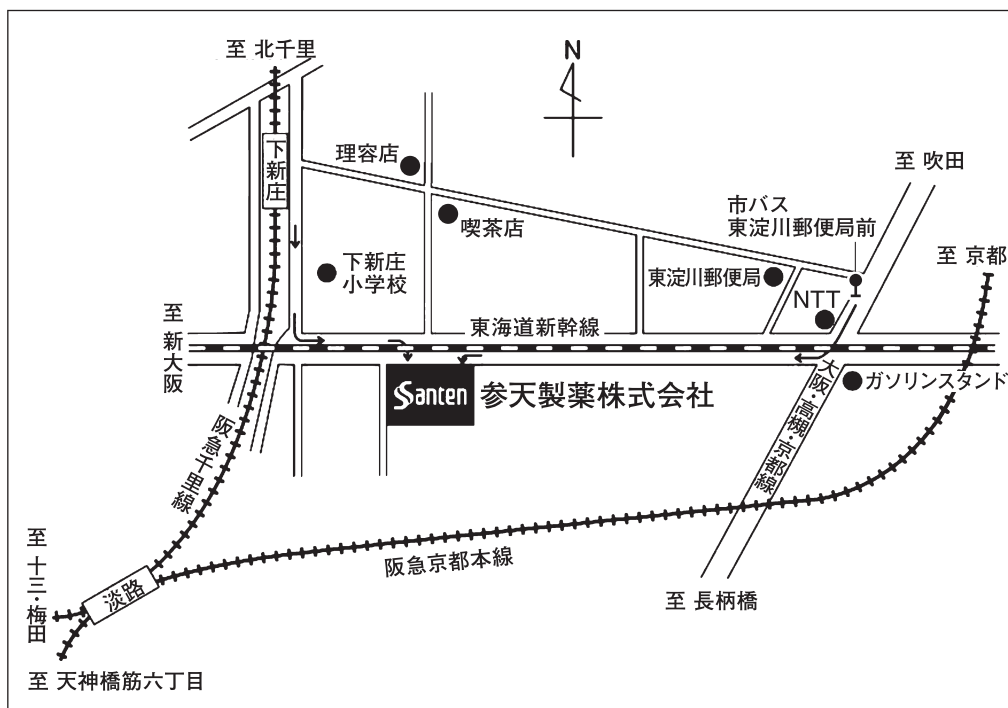 至 北千里
N
下新庄
理容店
至 吹田
市バス
東淀川郵便局前
喫茶店
至 京都
下新庄
小学校
東淀川郵便局
NTT
至 新大阪
東海道新幹線
Santen 参天製薬株式会社
ガソリンスタンド
大阪・高槻・京都線
阪急千里線
阪急京都本線
至 十三・梅田
淡路
至 長柄橋
至 天神橋筋六丁目